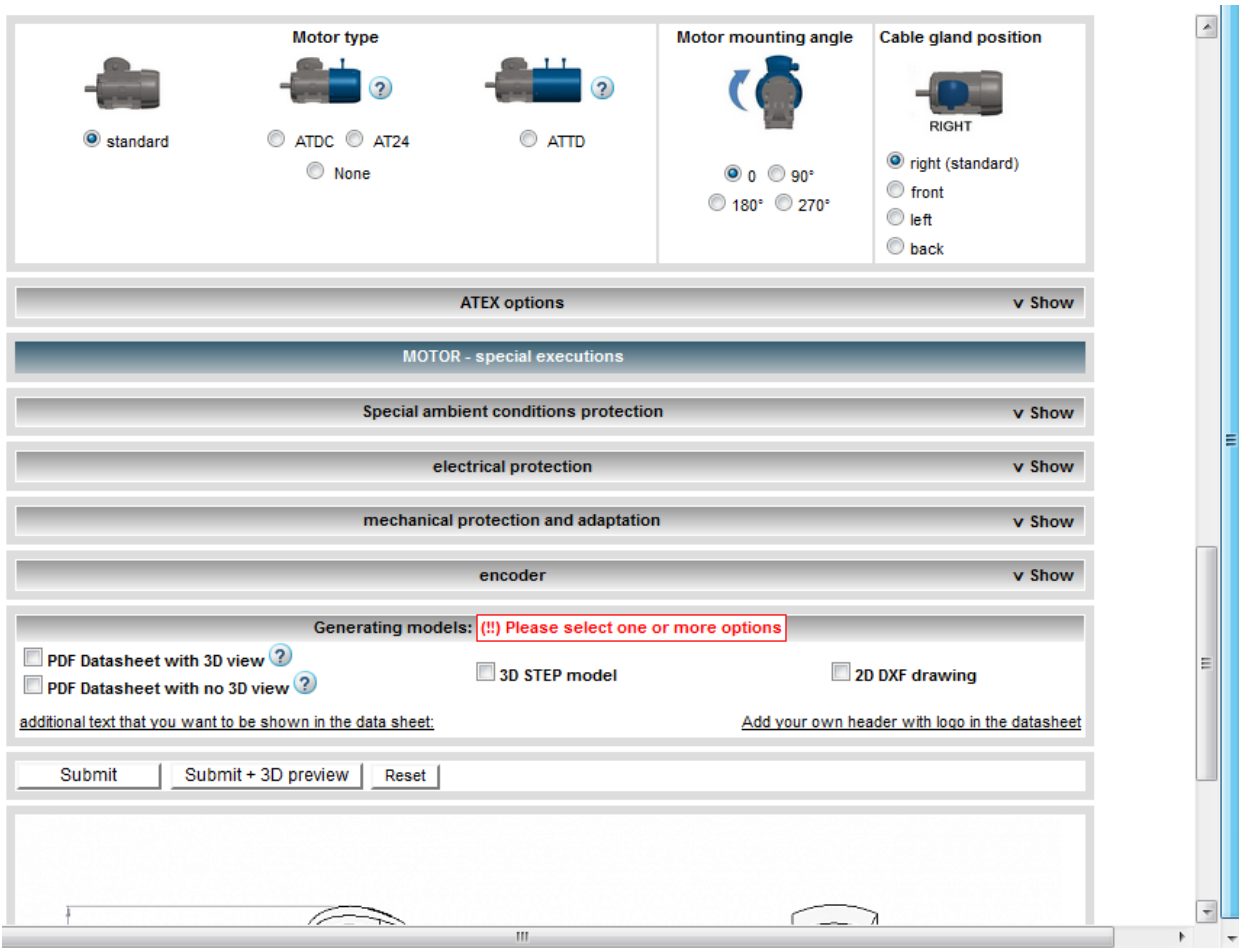 Motor type
Motor mounting angle
Cable gland position
RIGHT
standard
ATDC
AT24
ATTD
None
0
90°
180°
270°
right (standard)
front
left
back
ATEX options
v Show
MOTOR - special executions
Special ambient conditions protection
v Show
electrical protection
v Show
mechanical protection and adaptation
v Show
encoder
v Show
Generating models: (!!) Please select one or more options
PDF Datasheet with 3D view ?
PDF Datasheet with no 3D view ?
3D STEP model
2D DXF drawing
additional text that you want to be shown in the data sheet:
Add your own header with logo in the datasheet
Submit
Submit + 3D preview
Reset